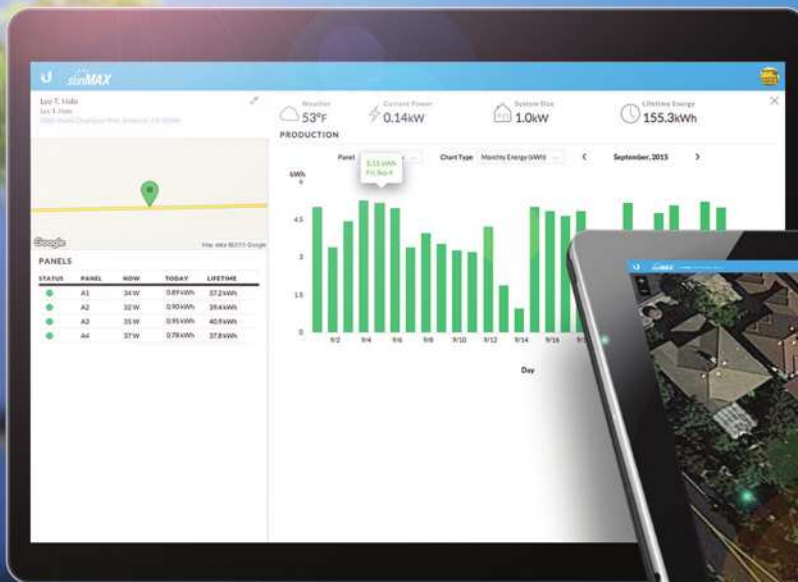 sunMAX
Weather
53°F
Current Power
0.14kW
System Size
1.0kW
Lifetime Energy
155.3kWh
PRODUCTION
Panel
Chart Type Monthly Energy (kWh)
September, 2015
5.15 kWh
kWh
6
4.5
3
1.5
0
9/2 9/4 9/6 9/8 9/10 9/12 9/14 9/16
Day
Google
Map data ©2015 Google
PANELS
STATUS PANEL NOW TODAY LIFETIME
A1 34 W 0.89 kWh 37.2 kWh
A2 32 W 0.90 kWh 39.4 kWh
A3 35 W 0.95 kWh 40.9 kWh
A4 37 W 0.78 kWh 37.8 kWh